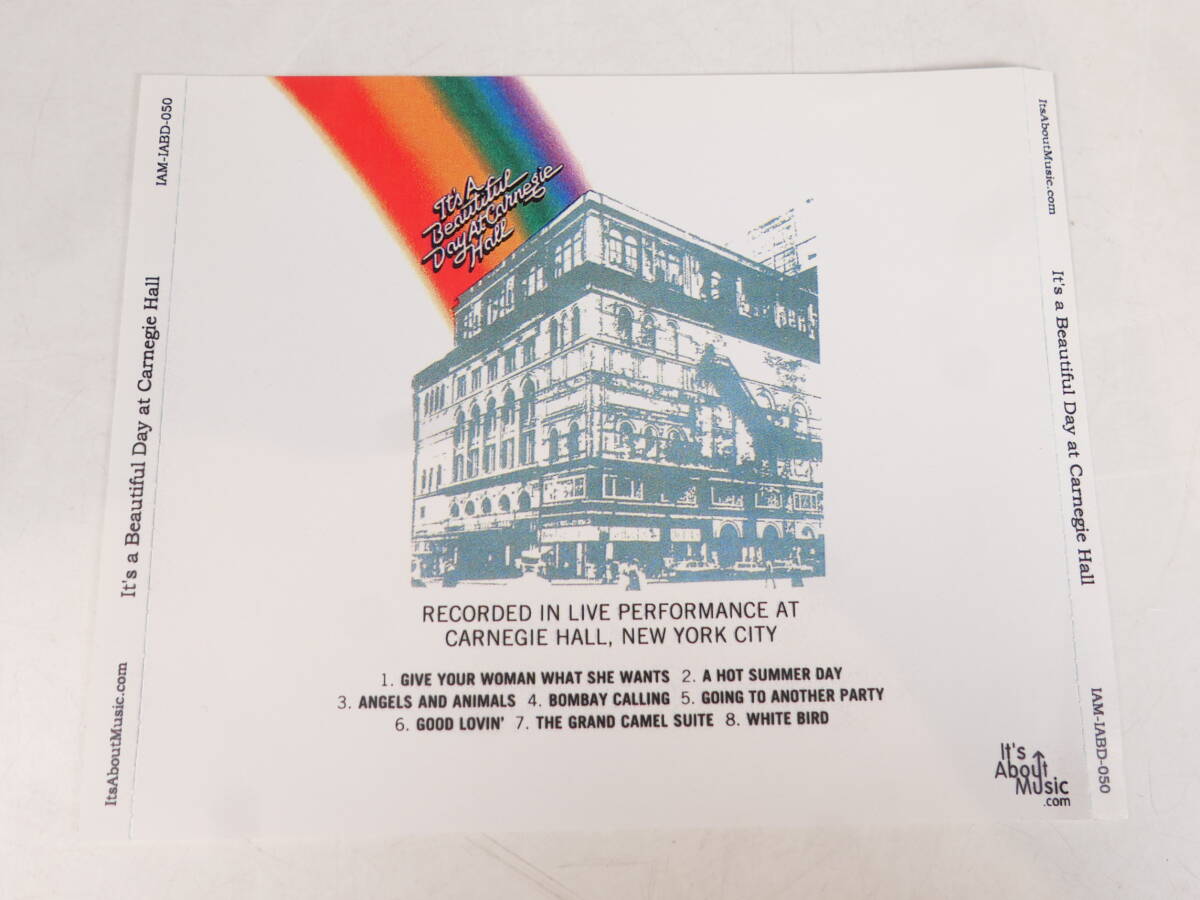 IAM-IABD-050
It's a Beautiful Day at Carnegie Hall
ItsAboutMusic.com
It's A
Beautiful
Day At Carnegie
Hall
RECORDED IN LIVE PERFORMANCE AT
CARNEGIE HALL, NEW YORK CITY
1. GIVE YOUR WOMAN WHAT SHE WANTS 2. A HOT SUMMER DAY
3. ANGELS AND ANIMALS 4. BOMBAY CALLING 5. GOING TO ANOTHER PARTY
6. GOOD LOVIN' 7. THE GRAND CAMEL SUITE 8. WHITE BIRD
It's
About
Music
.com
ItsAboutMusic.com
It's a Beautiful Day at Carnegie Hall
IAM-IABD-050